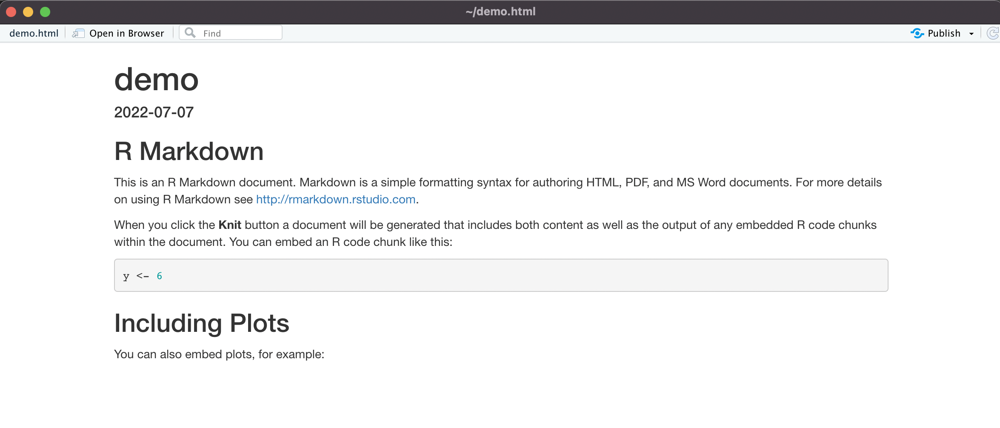 ~/demo.html
demo.html Open in Browser Find Publish
demo
2022-07-07
R Markdown
This is an R Markdown document. Markdown is a simple formatting syntax for authoring HTML, PDF, and MS Word documents. For more details
on using R Markdown see http://rmarkdown.rstudio.com.
When you click the Knit button a document will be generated that includes both content as well as the output of any embedded R code chunks
within the document. You can embed an R code chunk like this:
y <- 6
Including Plots
You can also embed plots, for example: